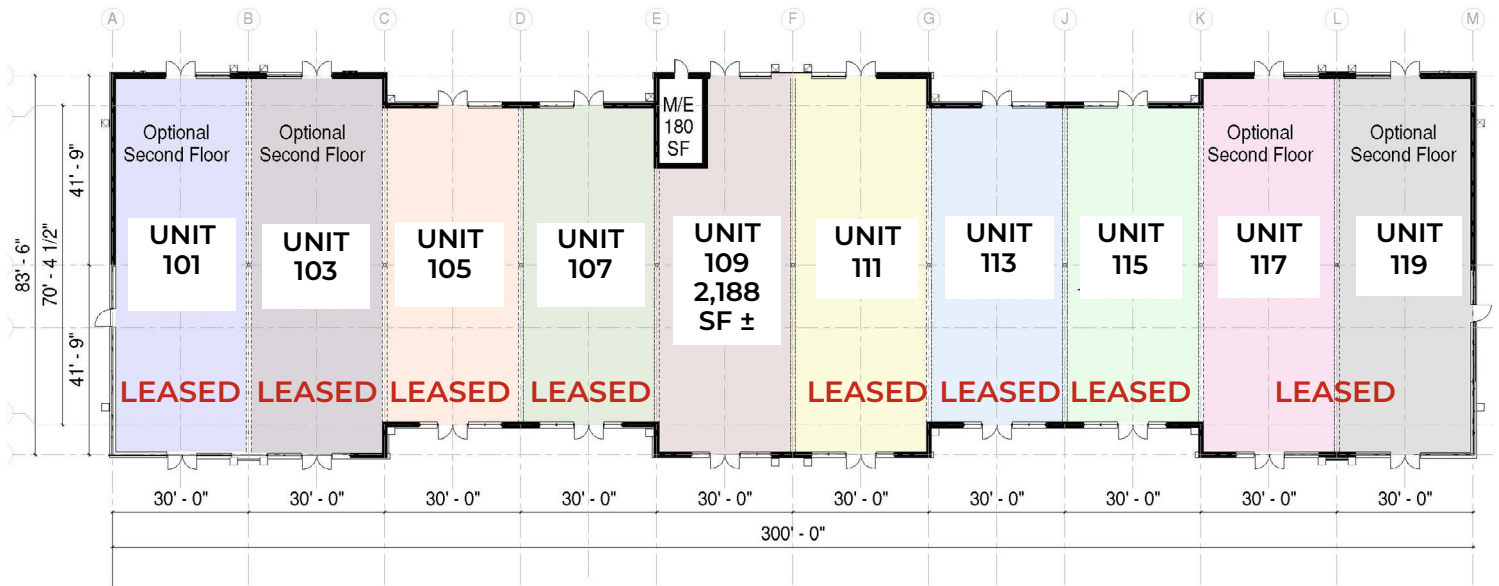 A B C D E F G J K L M
M/E
180
SF
Optional
Second Floor
Optional
Second Floor
Optional
Second Floor
Optional
Second Floor
41' - 9"
70' - 4 1/2"
83' - 6"
41' - 9"
UNIT
101
UNIT
103
UNIT
105
UNIT
107
UNIT
109
2,188
SF ±
UNIT
111
UNIT
113
UNIT
115
UNIT
117
UNIT
119
LEASED
LEASED
LEASED
LEASED
LEASED
LEASED
LEASED
LEASED
30' - 0" 30' - 0" 30' - 0" 30' - 0" 30' - 0" 30' - 0" 30' - 0" 30' - 0" 30' - 0" 30' - 0"
300' - 0"